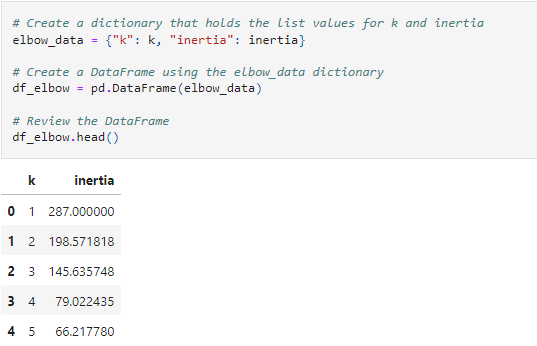 # Create a dictionary that holds the list values for k and inertia
elbow_data = {"k": k, "inertia": inertia}
# Create a DataFrame using the elbow_data dictionary
df_elbow = pd.DataFrame(elbow_data)
# Review the DataFrame
df_elbow.head()
k inertia
0 1 287.000000
1 2 198.571818
2 3 145.635748
3 4 79.022435
4 5 66.217780